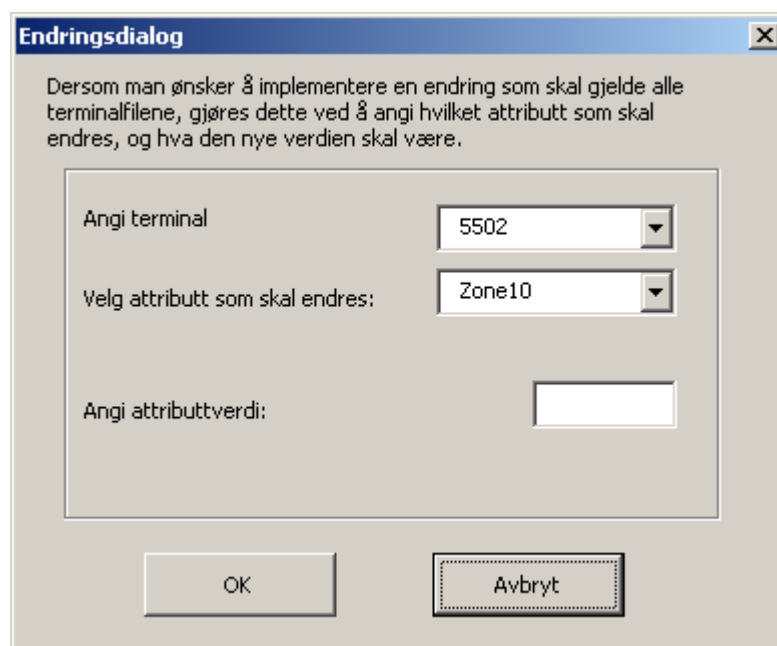 Endringsdialog
Dersom man ønsker å implementere en endring som skal gjelde alle
terminalfilene, gjøres dette ved å angi hvilket attributt som skal
endres, og hva den nye verdien skal være.
Angi terminal
5502
Velg attributt som skal endres:
Zone10
Angi attributtverdi:
OK
Avbryt